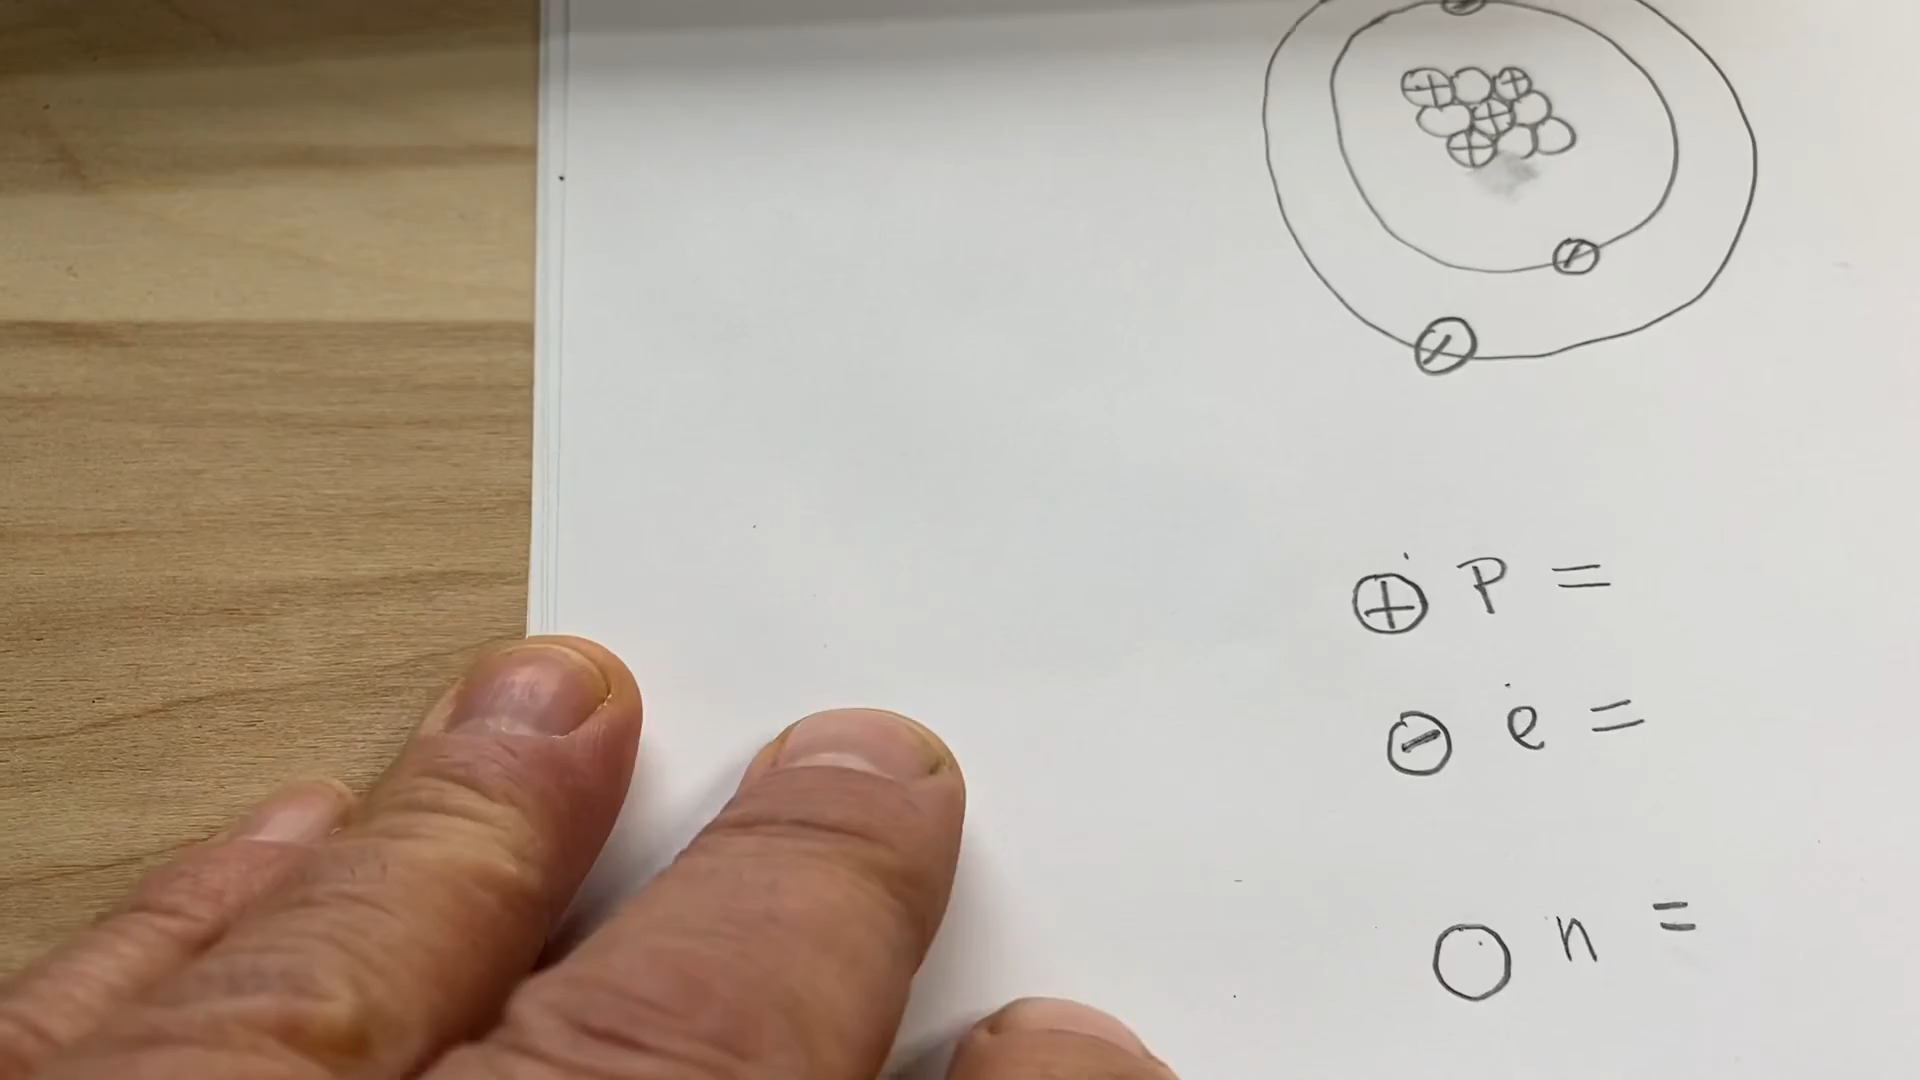 ⊕ P =
⊖ e =
○ n =